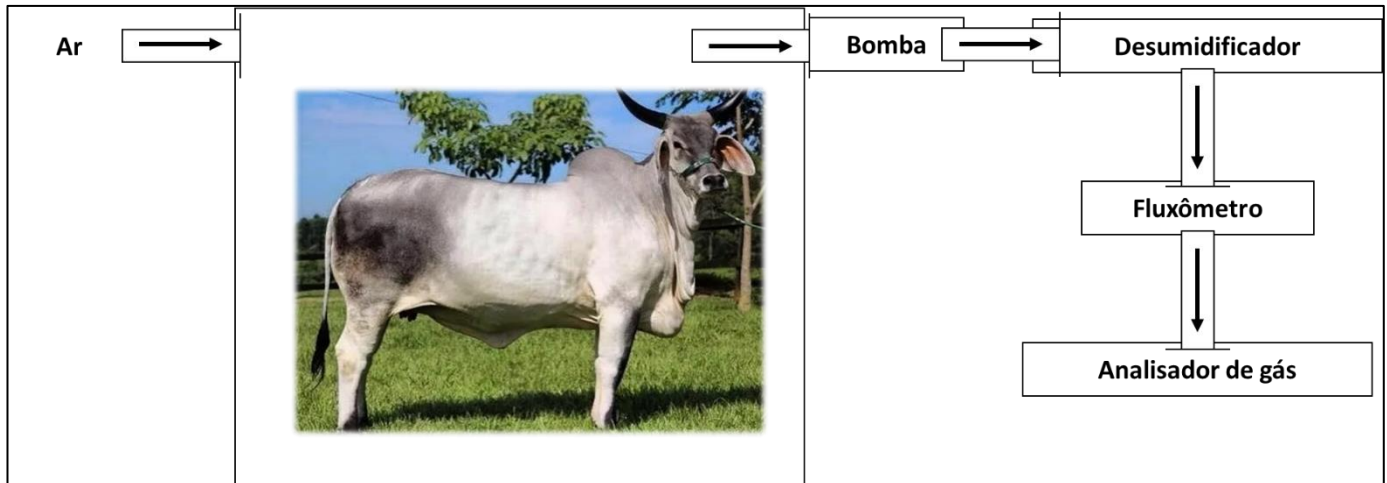 Ar
Bomba
Desumidificador
Fluxômetro
Analisador de gás